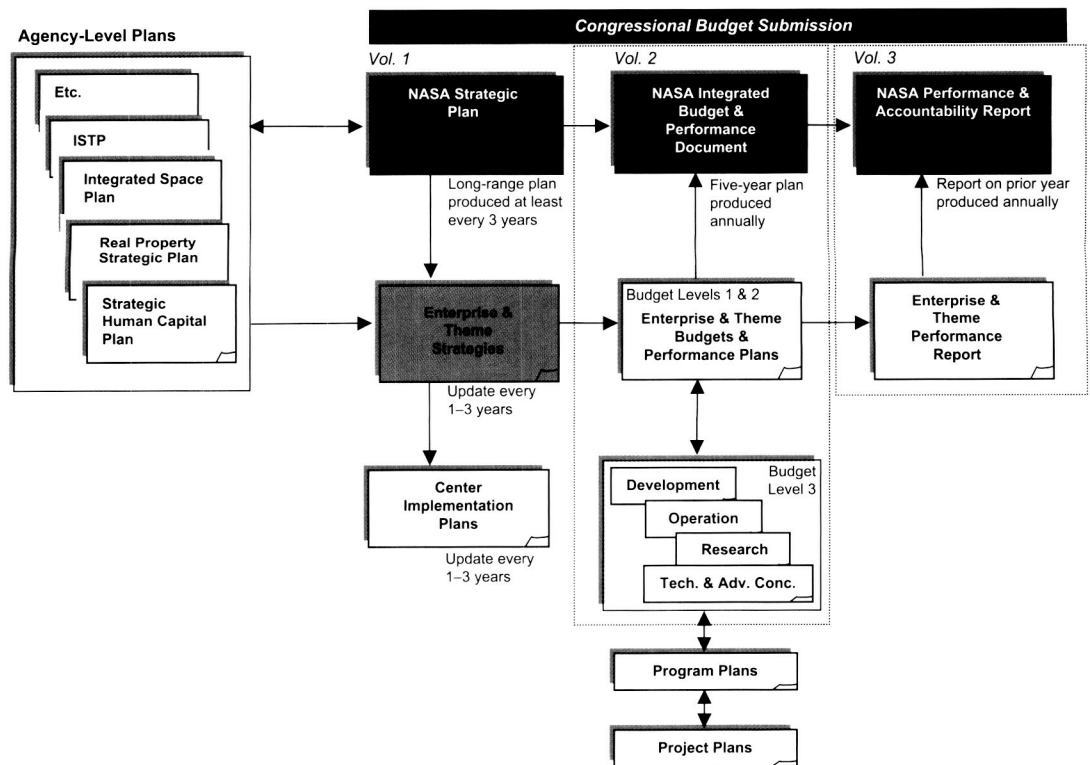 Congressional Budget Submission
Agency-Level Plans
Etc.
ISTP
Integrated Space
Plan
Real Property
Strategic Plan
Strategic
Human Capital
Plan
Vol. 1
NASA Strategic
Plan
Long-range plan
produced at least
every 3 years
Enterprise &
Theme
Strategies
Update every
1–3 years
Center
Implementation
Plans
Update every
1–3 years
Vol. 2
NASA Integrated
Budget &
Performance
Document
Five-year plan
produced
annually
Budget Levels 1 & 2
Enterprise & Theme
Budgets &
Performance Plans
Budget
Level 3
Development
Operation
Research
Tech. & Adv. Conc.
Program Plans
Project Plans
Vol. 3
NASA Performance &
Accountability Report
Report on prior year
produced annually
Enterprise &
Theme
Performance
Report